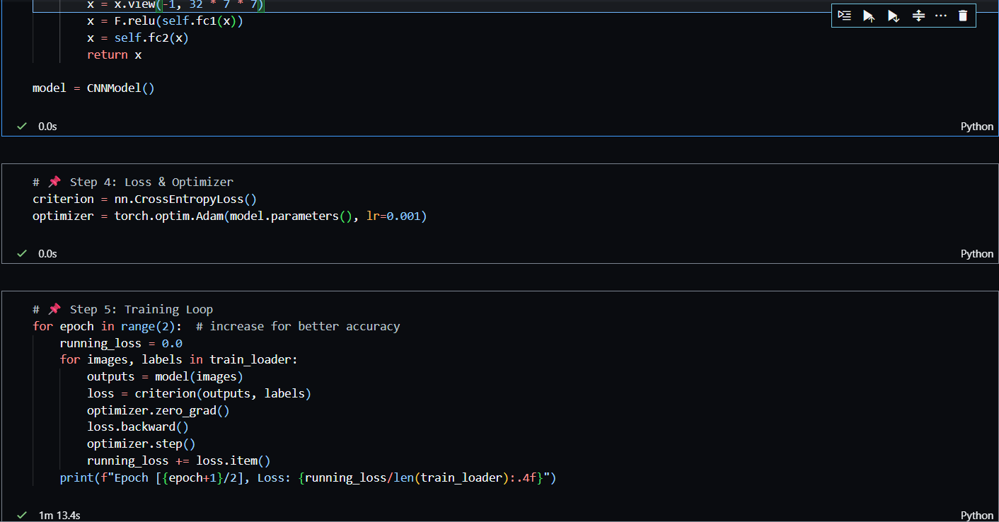 x = x.view(-1, 32 * 7 * 7)
x = F.relu(self.fc1(x))
x = self.fc2(x)
return x
model = CNNModel()
0.0s
Python
# 📌 Step 4: Loss & Optimizer
criterion = nn.CrossEntropyLoss()
optimizer = torch.optim.Adam(model.parameters(), lr=0.001)
0.0s
Python
# 📌 Step 5: Training Loop
for epoch in range(2):  # increase for better accuracy
    running_loss = 0.0
    for images, labels in train_loader:
        outputs = model(images)
        loss = criterion(outputs, labels)
        optimizer.zero_grad()
        loss.backward()
        optimizer.step()
        running_loss += loss.item()
    print(f"Epoch [{epoch+1}/2], Loss: {running_loss/len(train_loader):.4f}")
1m 13.4s
Python